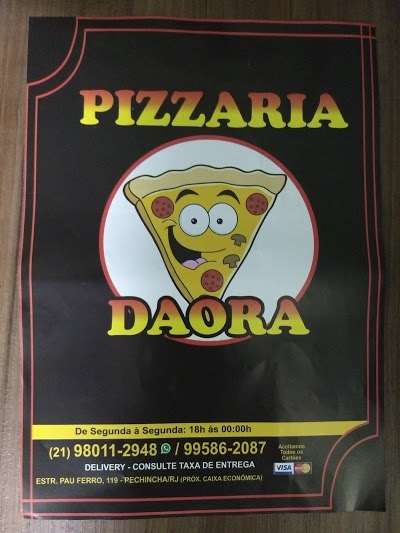 PIZZARIA
DAORA
De Segunda à Segunda: 18h às 00:00h
(21) 98011-2948 / 99586-2087
Aceitamos
Todos os
Cartões
VISA MasterCard
DELIVERY - CONSULTE TAXA DE ENTREGA
ESTR. PAU FERRO, 119 - PECHINCHA/RJ (PRÓX. CAIXA ECONÔMICA)